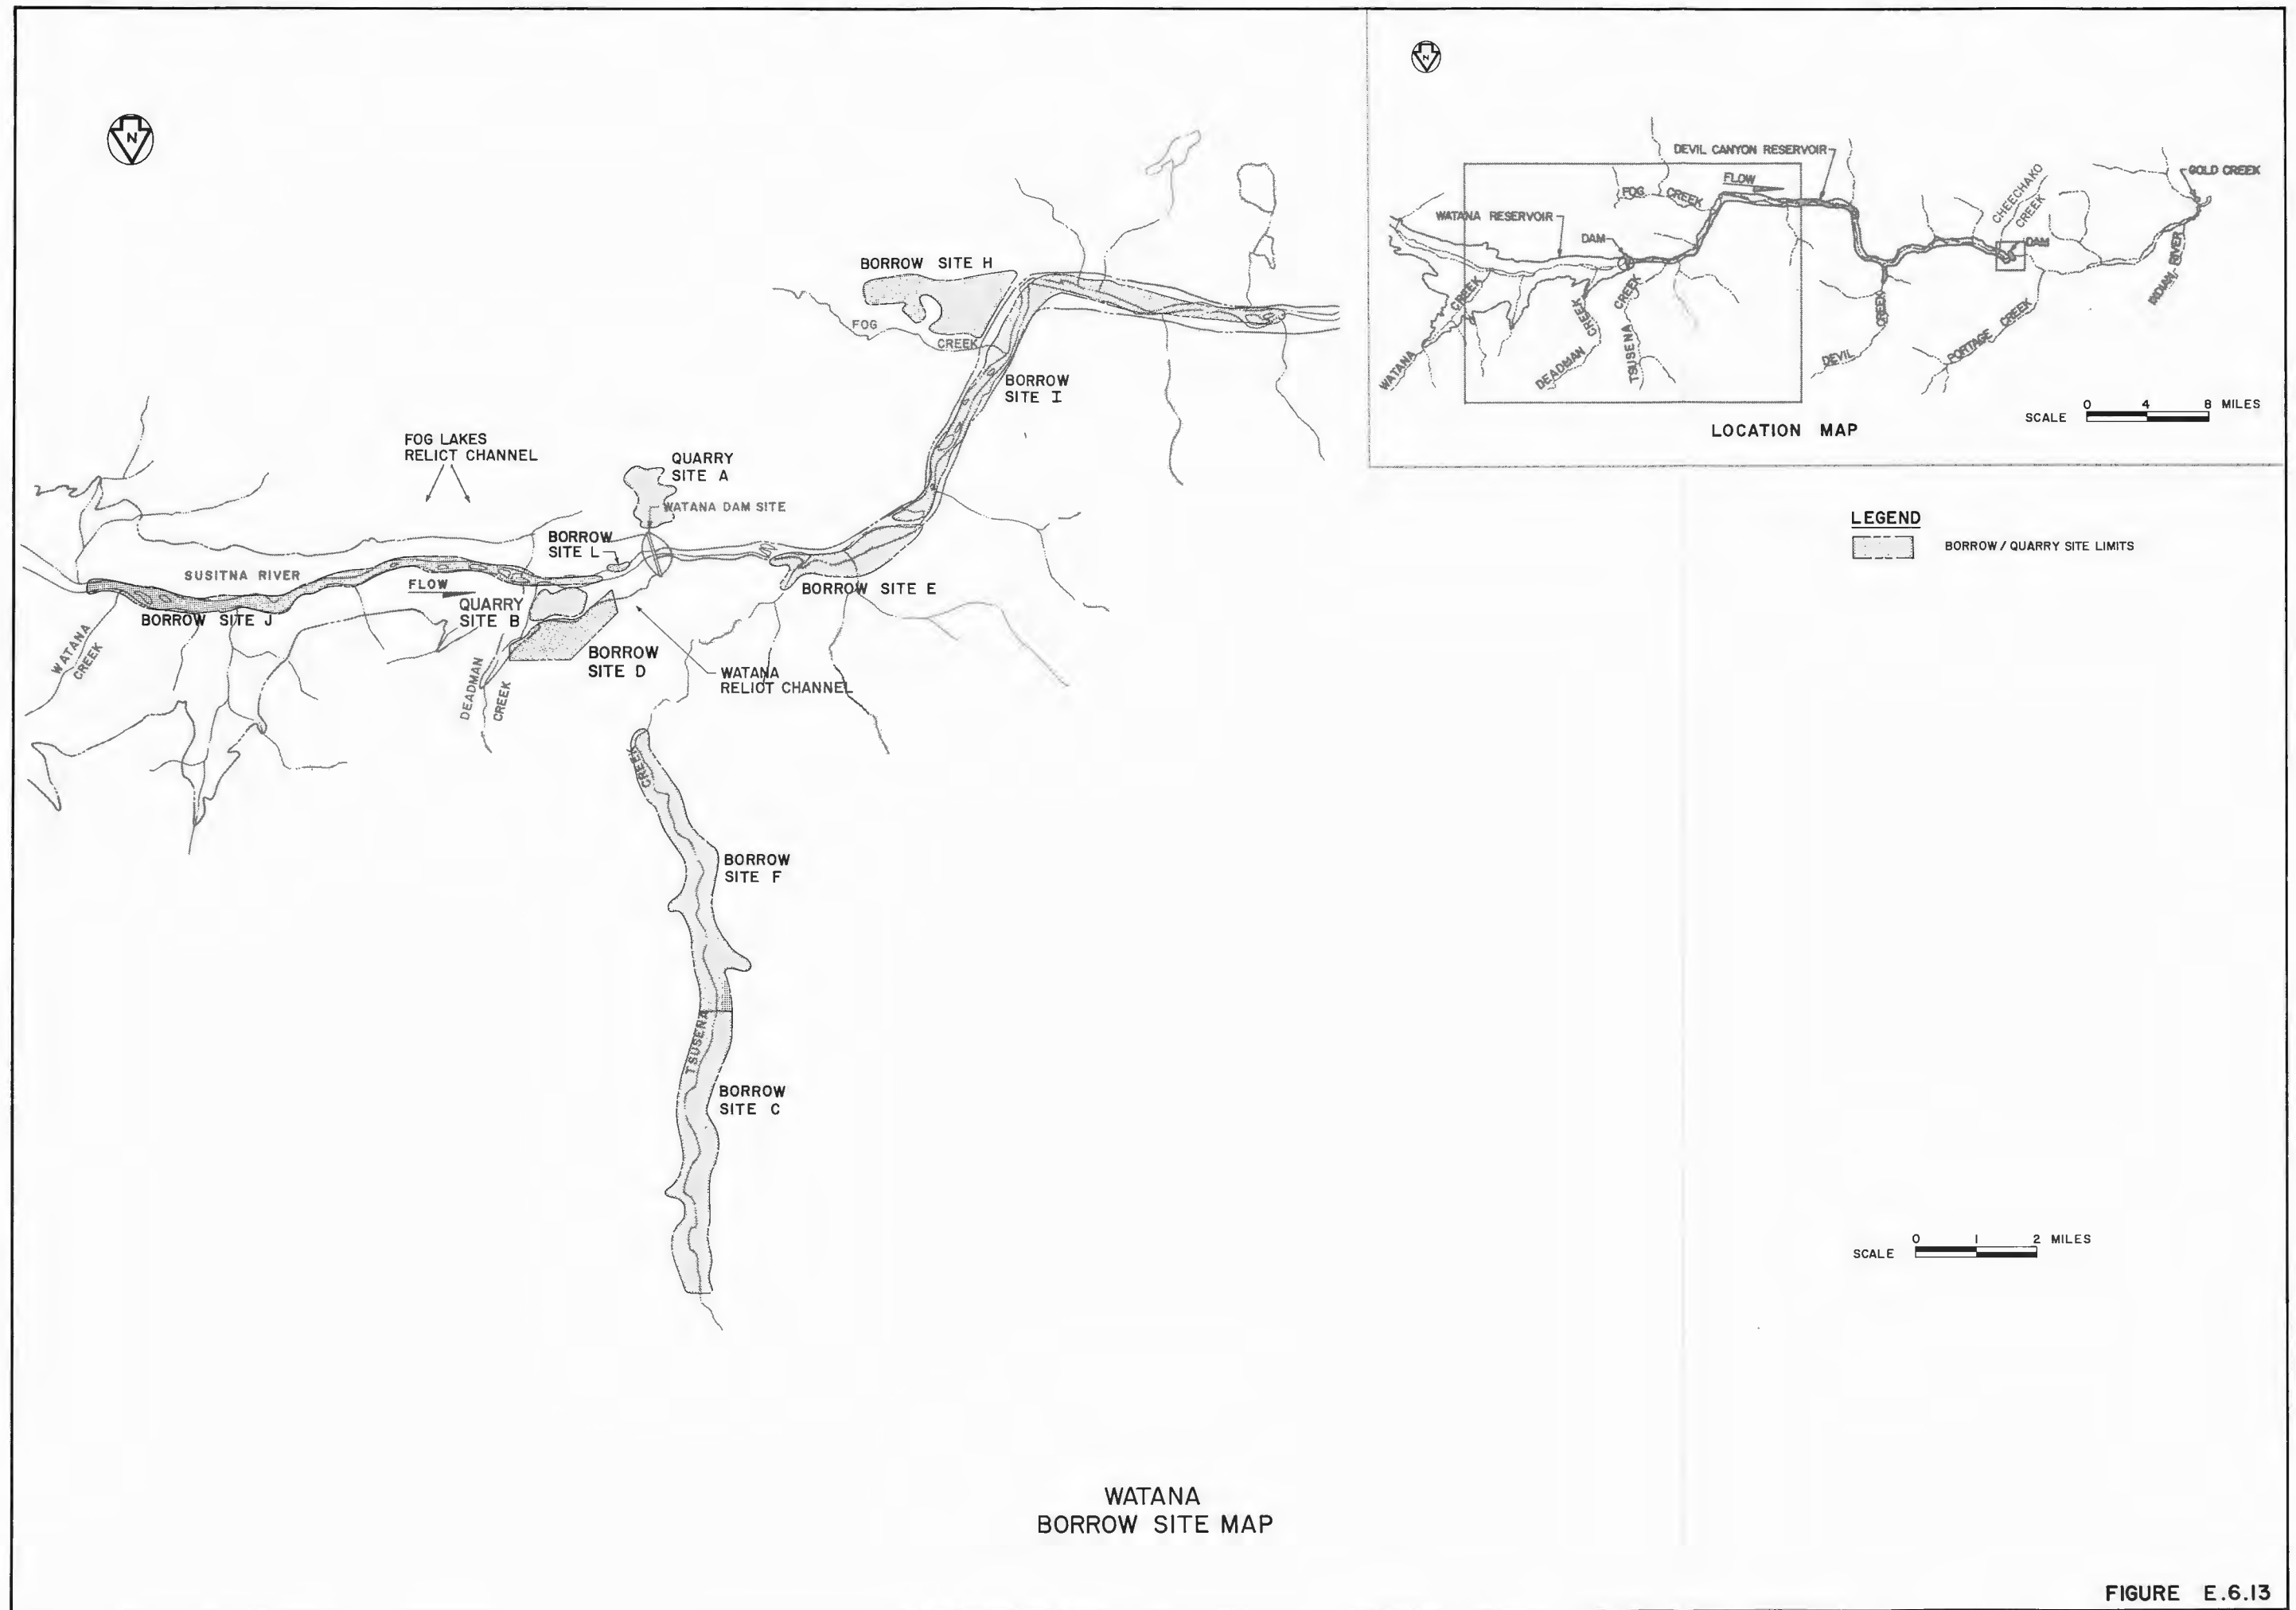 N
N
DEVIL CANYON RESERVOIR
GOLD CREEK
FLOW
FOG CREEK
CHEECHAKO
CREEK
WATANA RESERVOIR
DAM
DAM
INDIAN RIVER
WATANA CREEK
DEADMAN CREEK
TSUSENA CREEK
DEVIL CREEK
PORTAGE CREEK
0 4 8 MILES
SCALE
LOCATION MAP
BORROW SITE H
FOG
CREEK
BORROW
SITE I
FOG LAKES
RELICT CHANNEL
QUARRY
SITE A
WATANA DAM SITE
BORROW
SITE L
SUSITNA RIVER
FLOW
BORROW SITE E
QUARRY
SITE B
BORROW SITE J
WATANA
CREEK
BORROW
SITE D
DEADMAN
CREEK
WATANA
RELIOT CHANNEL
CREEK
BORROW
SITE F
TSUSENA
BORROW
SITE C
LEGEND
BORROW / QUARRY SITE LIMITS
0 1 2 MILES
SCALE
WATANA
BORROW SITE MAP
FIGURE E.6.13